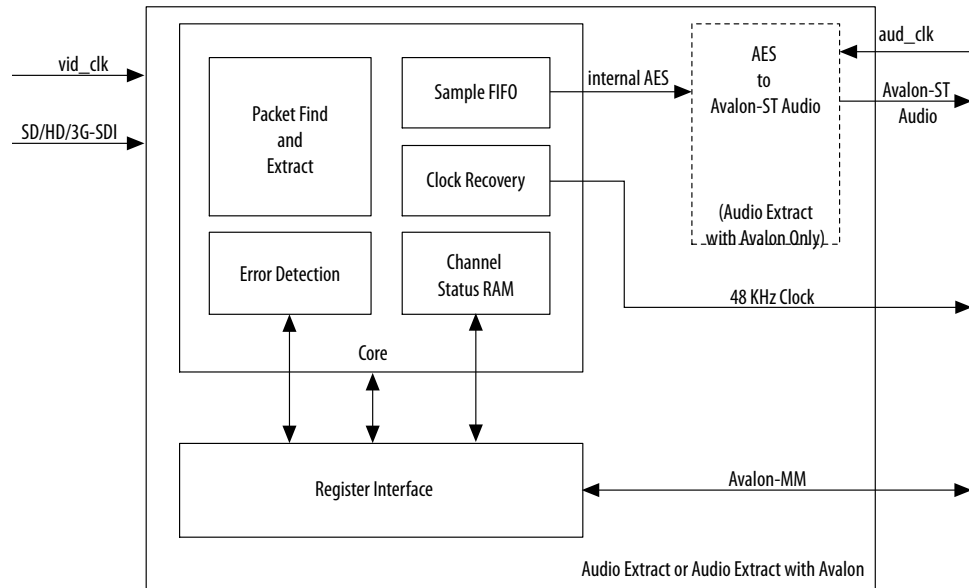 vid_clk
SD/HD/3G-SDI
Packet Find
and
Extract
Sample FIFO
Clock Recovery
Error Detection
Channel
Status RAM
Core
internal AES
AES
to
Avalon-ST Audio
(Audio Extract
with Avalon Only)
aud_clk
Avalon-ST
Audio
48 KHz Clock
Register Interface
Avalon-MM
Audio Extract or Audio Extract with Avalon